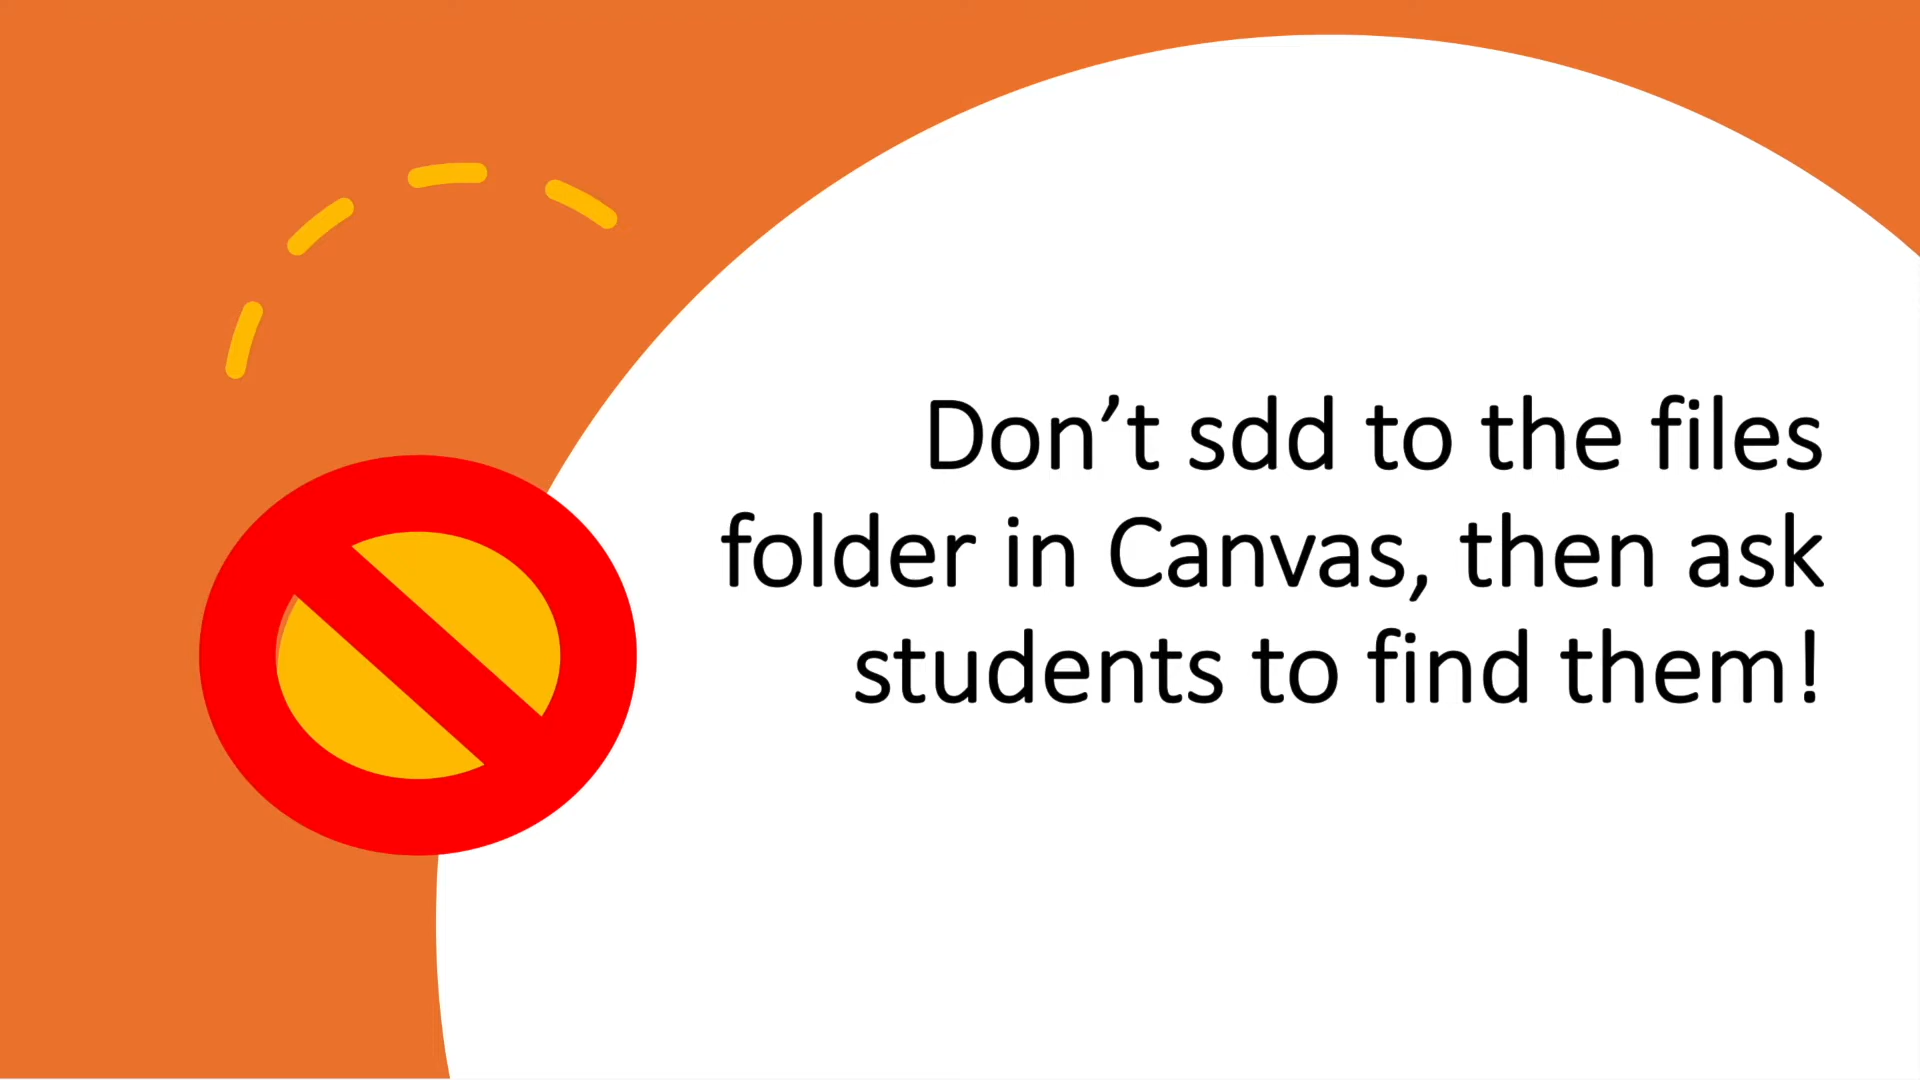 Don’t sdd to the files
folder in Canvas, then ask
students to find them!